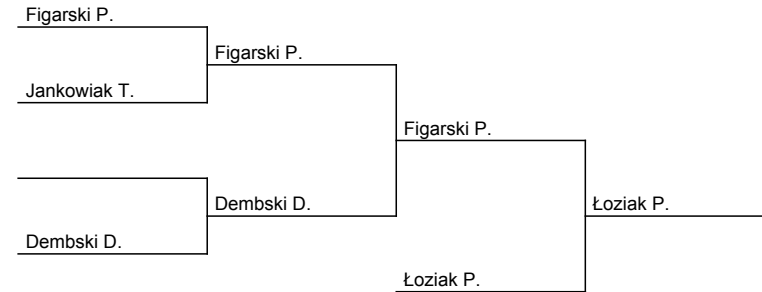 Figarski P.
Figarski P.
Jankowiak T.
Figarski P.
Dembski D.
Łoziak P.
Dembski D.
Łoziak P.